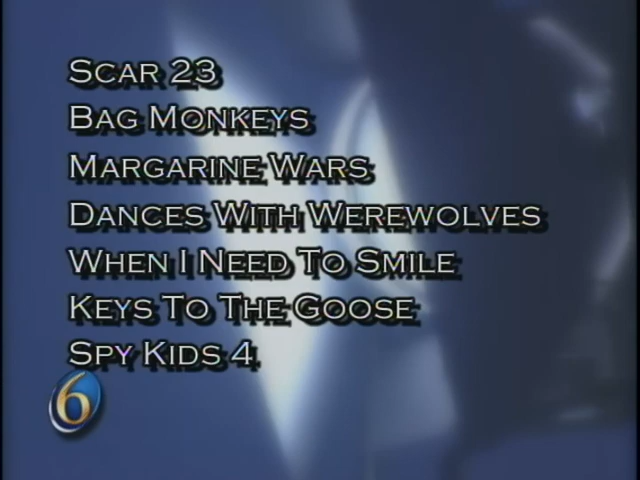 Scar 23
Bag Monkeys
Margarine Wars
Dances With Werewolves
When I Need To Smile
Keys To The Goose
Spy Kids 4
6